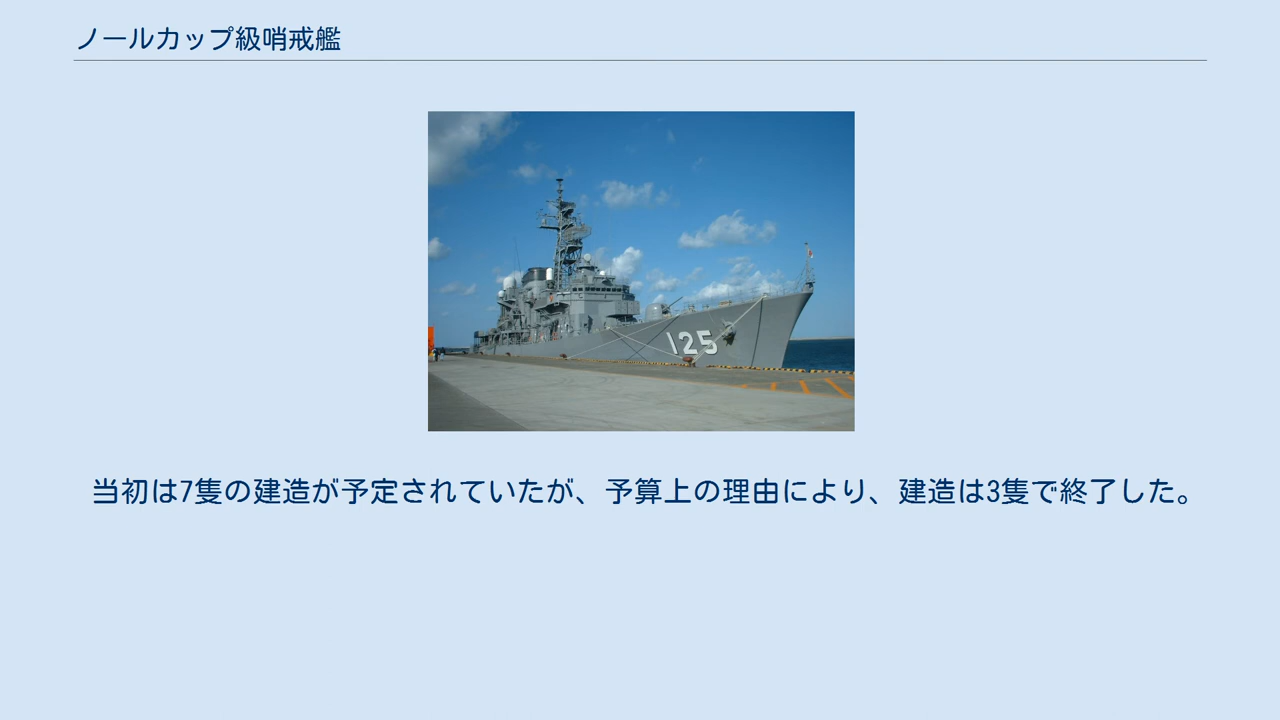 ノールカップ級哨戒艦
125
当初は7隻の建造が予定されていたが、予算上の理由により、建造は3隻で終了した。